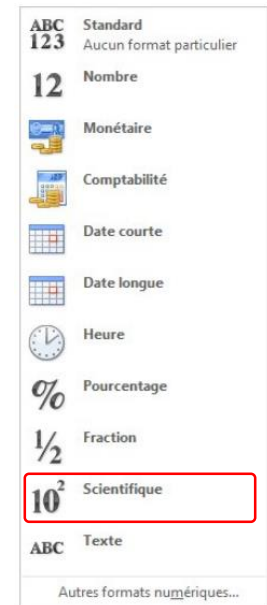 ABC
123
Standard
Aucun format particulier
12
Nombre
Monétaire
Comptabilité
Date courte
Date longue
Heure
%
Pourcentage
½
Fraction
10²
Scientifique
ABC
Texte
Autres formats numériques...